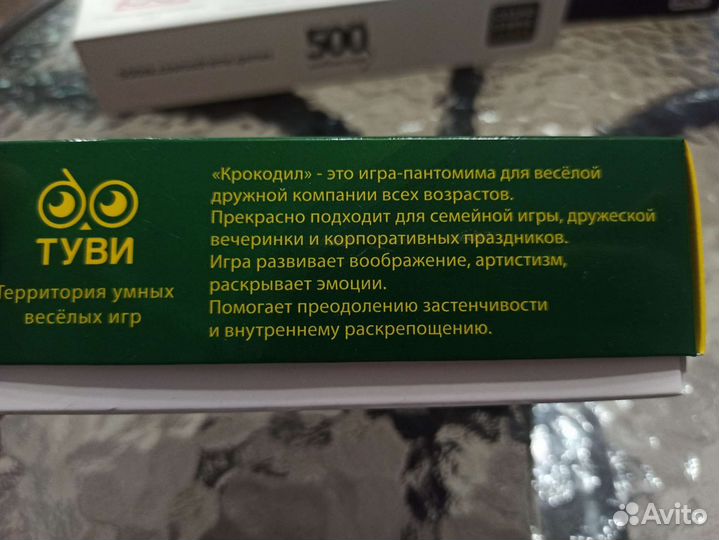 500
«Крокодил» - это игра-пантомима для весёлой
дружной компании всех возрастов.
Прекрасно подходит для семейной игры, дружеской
вечеринки и корпоративных праздников.
Игра развивает воображение, артистизм,
раскрывает эмоции.
Помогает преодолению застенчивости
и внутреннему раскрепощению.
ТУВИ
Территория умных
весёлых игр
Avito